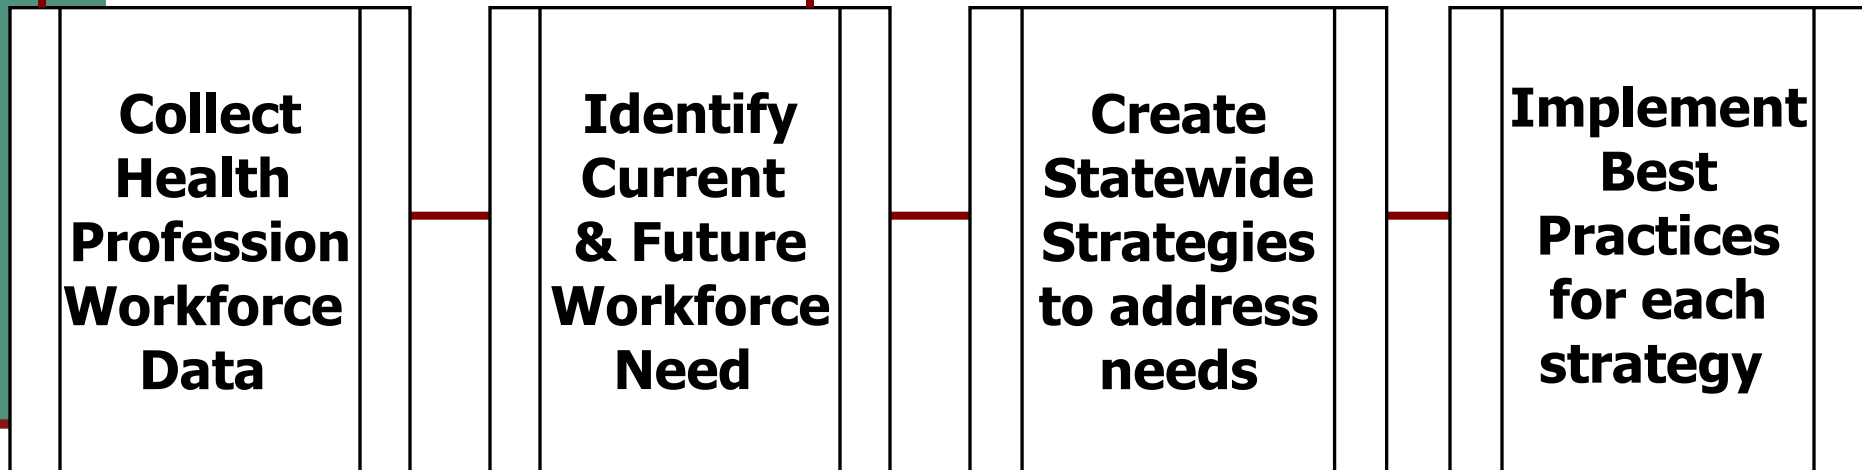 Collect
Health
Profession
Workforce
Data
Identify
Current
& Future
Workforce
Need
Create
Statewide
Strategies
to address
needs
Implement
Best
Practices
for each
strategy